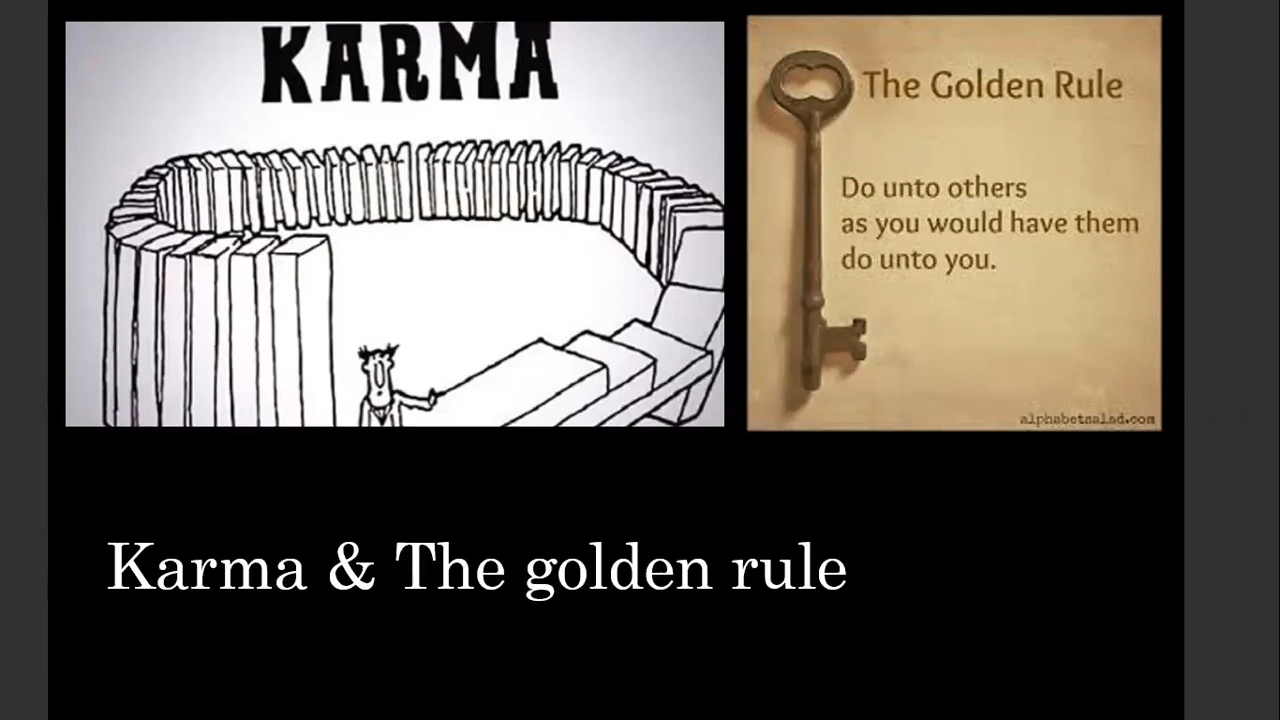 KARMA
The Golden Rule
Do unto others
as you would have them
do unto you.
alphabetsalad.com
Karma & The golden rule